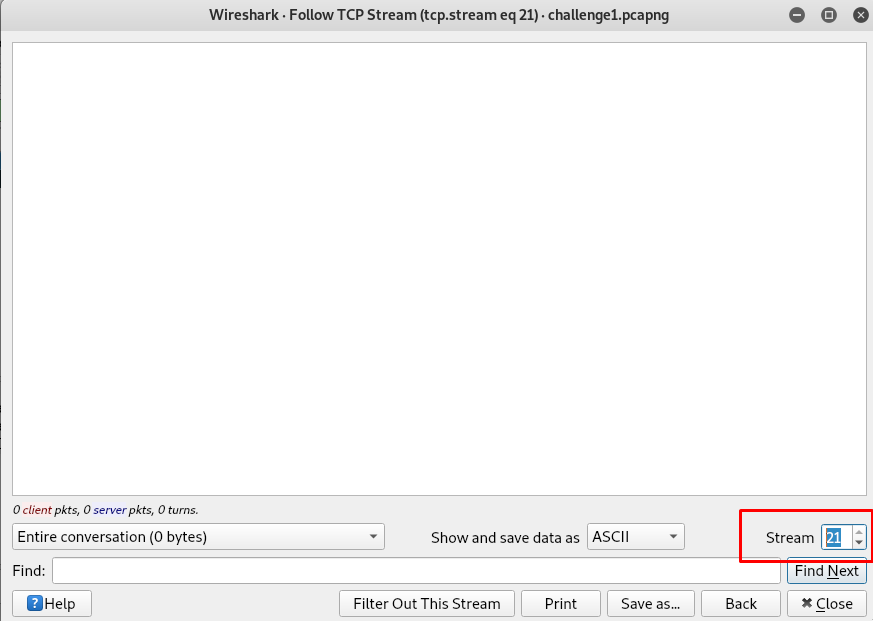 Wireshark · Follow TCP Stream (tcp.stream eq 21) · challenge1.pcapng
0 client pkts, 0 server pkts, 0 turns.
Entire conversation (0 bytes) Show and save data as ASCII Stream 21
Find: Find Next
? Help Filter Out This Stream Print Save as... Back ✖ Close